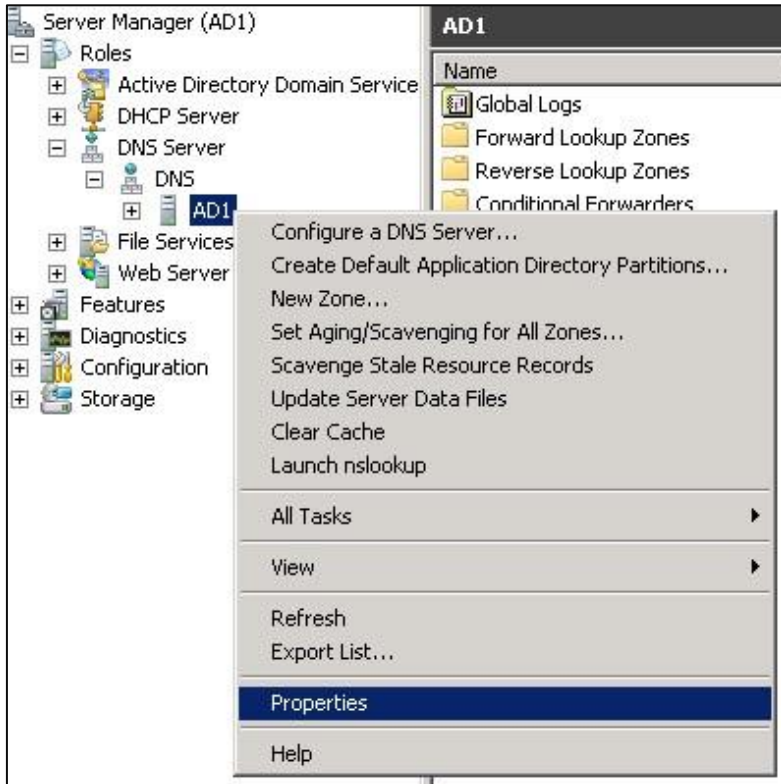 Server Manager (AD1)
Roles
Active Directory Domain Service
DHCP Server
DNS Server
DNS
AD1
File Services
Web Server
Features
Diagnostics
Configuration
Storage
AD1
Name
Global Logs
Forward Lookup Zones
Reverse Lookup Zones
Conditional Forwarders
Configure a DNS Server...
Create Default Application Directory Partitions...
New Zone...
Set Aging/Scavenging for All Zones...
Scavenge Stale Resource Records
Update Server Data Files
Clear Cache
Launch nslookup
All Tasks
View
Refresh
Export List...
Properties
Help